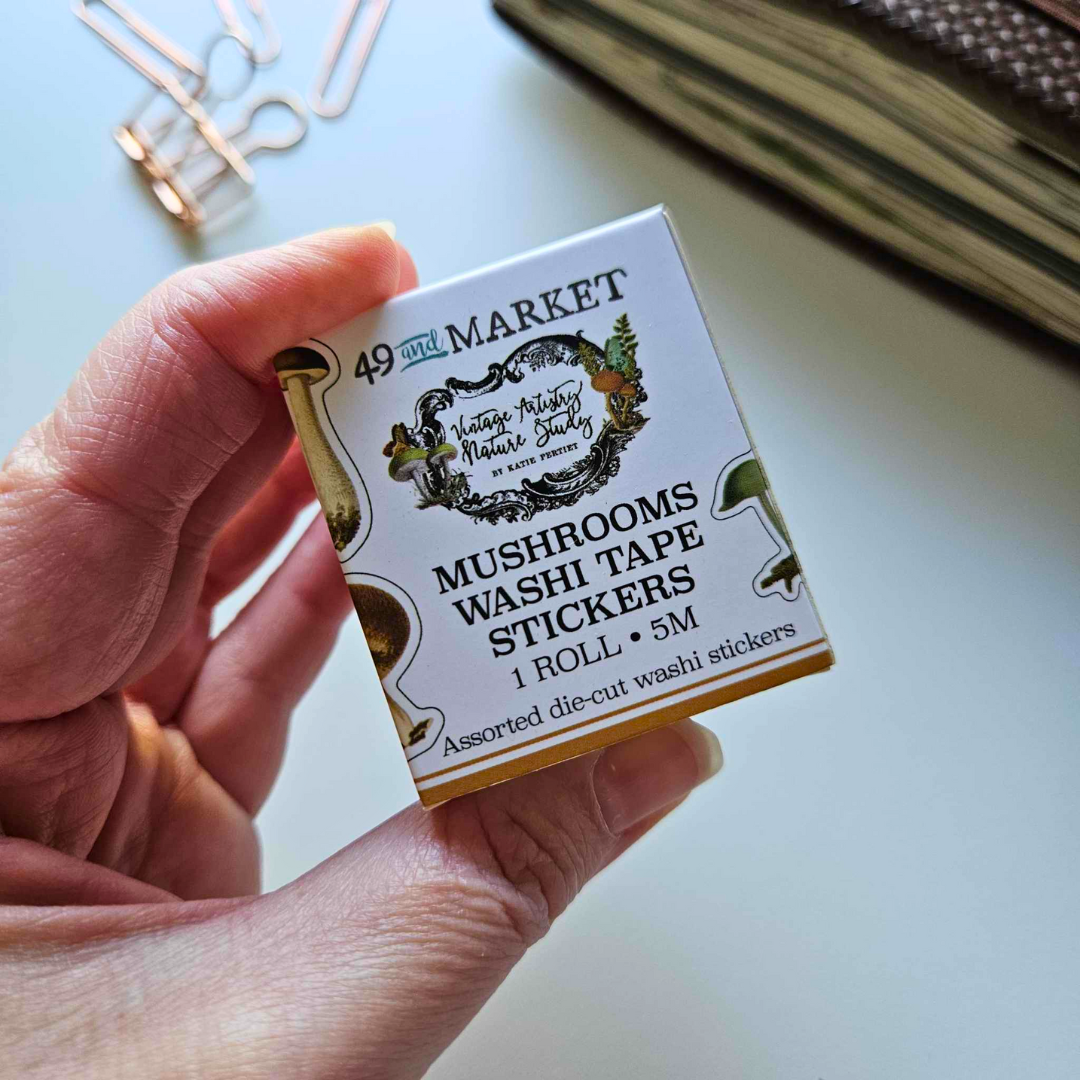 49 and MARKET
Vintage Artistry
Nature Study
BY KATIE PERTIET
MUSHROOMS
WASHI TAPE
STICKERS
1 ROLL • 5M
Assorted die-cut washi stickers